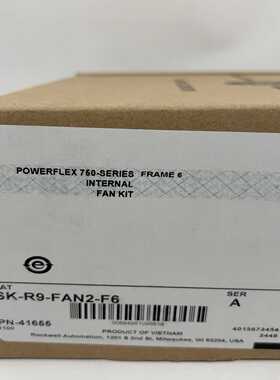 POWERFLEX 750-SERIES FRAME 6
INTERNAL
FAN KIT
e
SK-R9-FAN2-F6
SER
A
PN-41655
PRODUCT OF VIETNAM
Rockwell Automation, 1201 S 2nd St, Milwaukee, WI 53204, USA